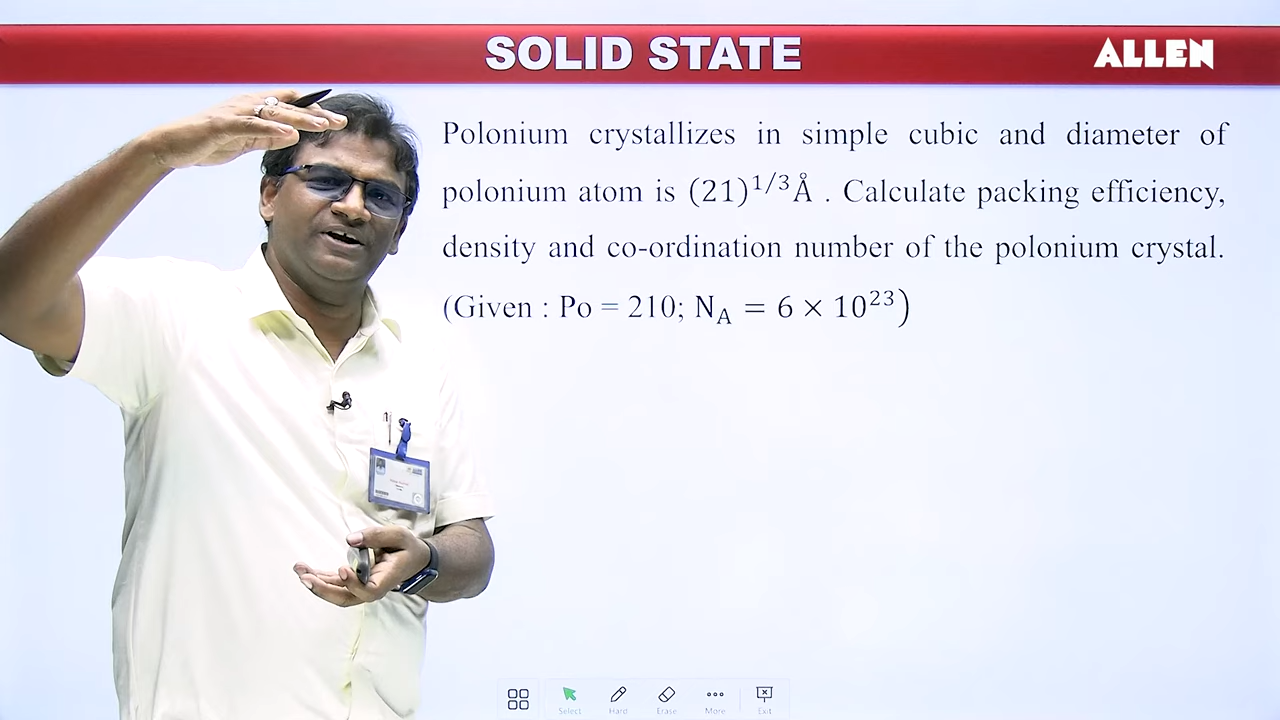 SOLID STATE
ALLEN
Polonium crystallizes in simple cubic and diameter of
polonium atom is (21)^{1/3}Å . Calculate packing efficiency,
density and co-ordination number of the polonium crystal.
(Given : Po = 210; N_A = 6 × 10^{23})
Select
Hard
Erase
More
Exit